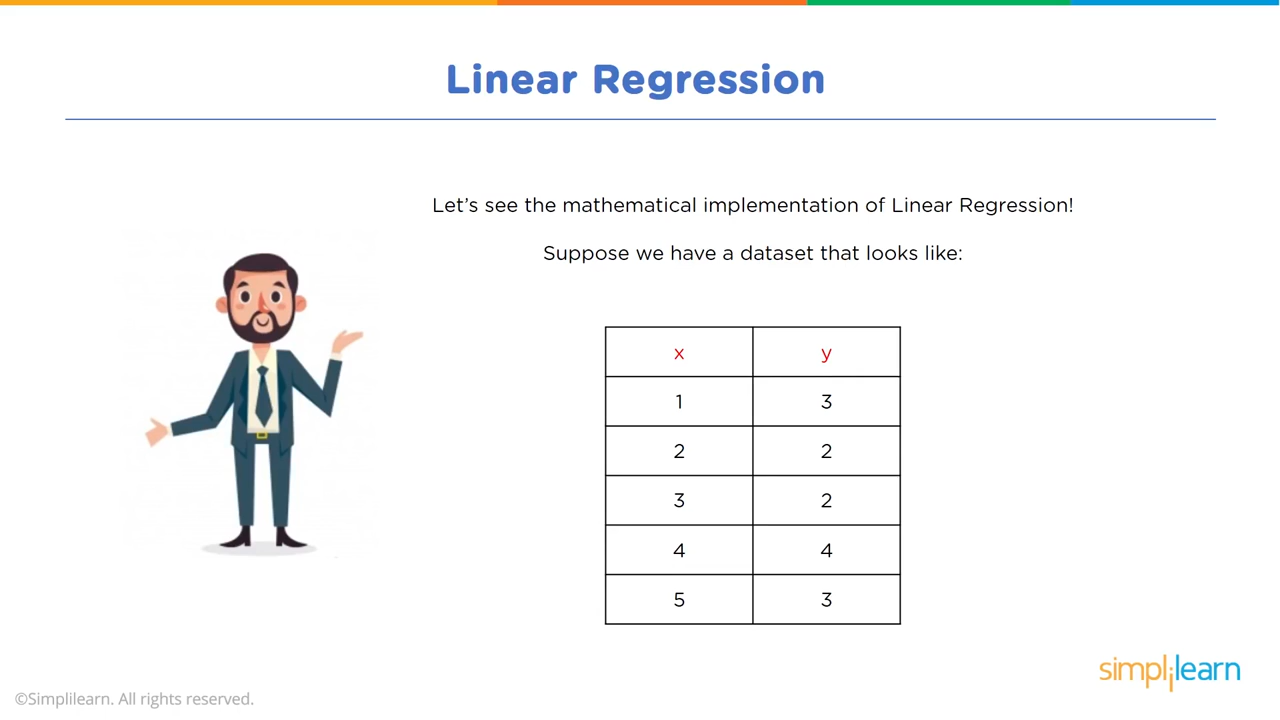 Linear Regression
Let's see the mathematical implementation of Linear Regression!
Suppose we have a dataset that looks like:
x y
1 3
2 2
3 2
4 4
5 3
simplilearn
©Simplilearn. All rights reserved.